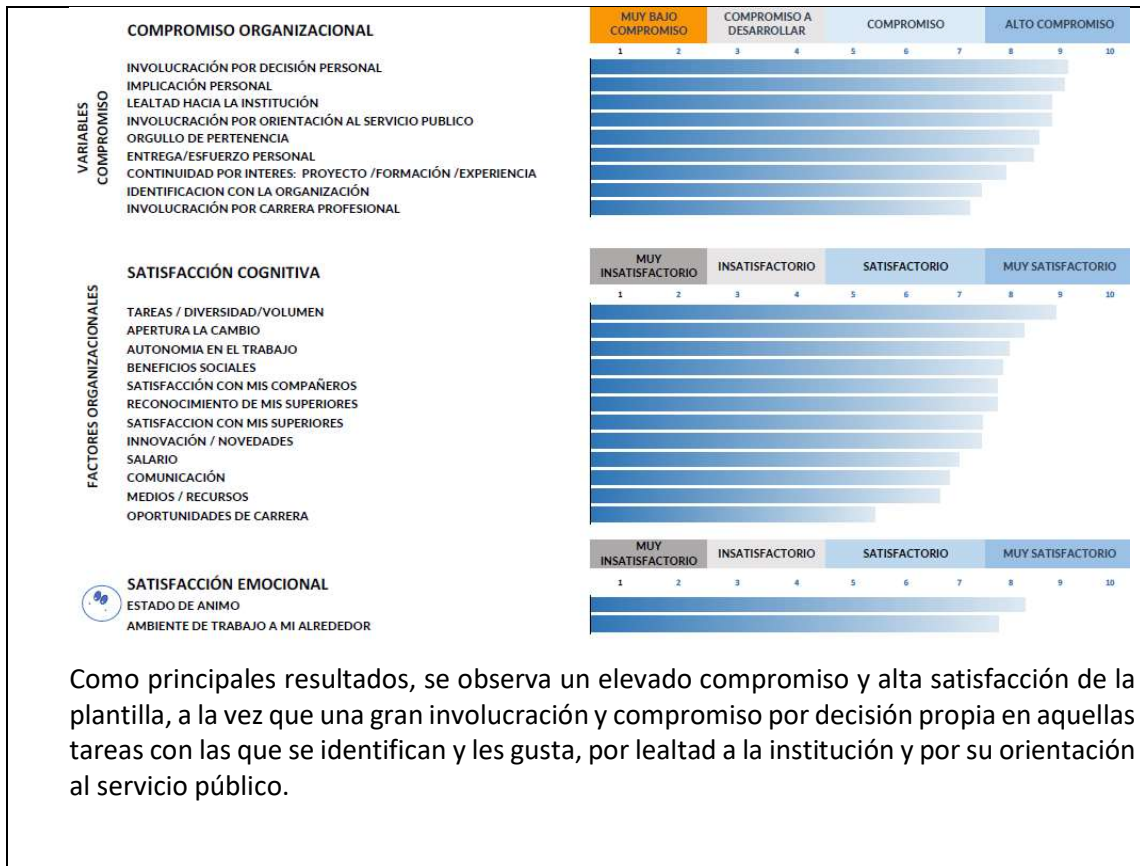 COMPROMISO ORGANIZACIONAL
MUY BAJO COMPROMISO
COMPROMISO A DESARROLLAR
COMPROMISO
ALTO COMPROMISO
1 2 3 4 5 6 7 8 9 10
VARIABLES COMPROMISO
INVOLUCRACIÓN POR DECISIÓN PERSONAL
IMPLICACIÓN PERSONAL
LEALTAD HACIA LA INSTITUCIÓN
INVOLUCRACIÓN POR ORIENTACIÓN AL SERVICIO PUBLICO
ORGULLO DE PERTENENCIA
ENTREGA/ESFUERZO PERSONAL
CONTINUIDAD POR INTERES: PROYECTO /FORMACIÓN /EXPERIENCIA
IDENTIFICACION CON LA ORGANIZACIÓN
INVOLUCRACIÓN POR CARRERA PROFESIONAL
SATISFACCIÓN COGNITIVA
MUY INSATISFACTORIO
INSATISFACTORIO
SATISFACTORIO
MUY SATISFACTORIO
1 2 3 4 5 6 7 8 9 10
FACTORES ORGANIZACIONALES
TAREAS / DIVERSIDAD/VOLUMEN
APERTURA LA CAMBIO
AUTONOMIA EN EL TRABAJO
BENEFICIOS SOCIALES
SATISFACCIÓN CON MIS COMPAÑEROS
RECONOCIMIENTO DE MIS SUPERIORES
SATISFACCION CON MIS SUPERIORES
INNOVACIÓN / NOVEDADES
SALARIO
COMUNICACIÓN
MEDIOS / RECURSOS
OPORTUNIDADES DE CARRERA
MUY INSATISFACTORIO
INSATISFACTORIO
SATISFACTORIO
MUY SATISFACTORIO
SATISFACCIÓN EMOCIONAL
1 2 3 4 5 6 7 8 9 10
ESTADO DE ANIMO
AMBIENTE DE TRABAJO A MI ALREDEDOR
Como principales resultados, se observa un elevado compromiso y alta satisfacción de la
plantilla, a la vez que una gran involucración y compromiso por decisión propia en aquellas
tareas con las que se identifican y les gusta, por lealtad a la institución y por su orientación
al servicio público.